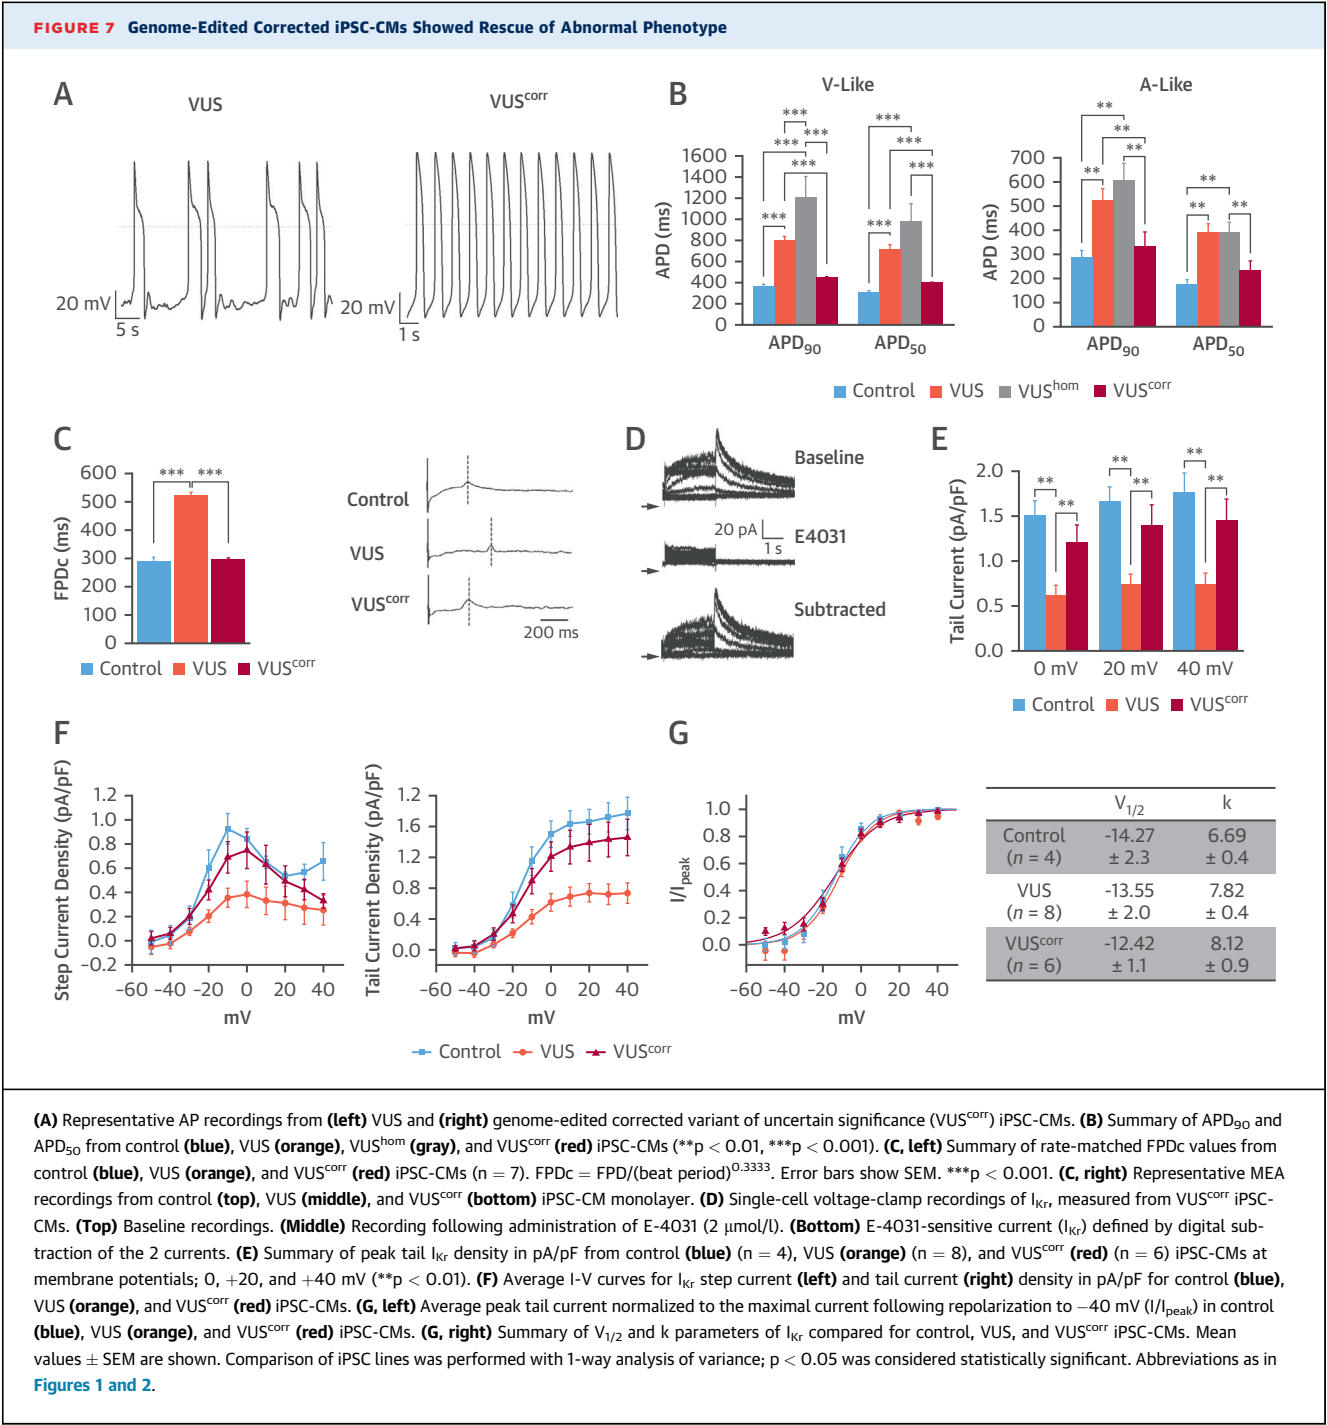 FIGURE 7 Genome-Edited Corrected iPSC-CMs Showed Rescue of Abnormal Phenotype
A
VUS
VUScorr
20 mV
5 s
20 mV
1 s
B
V-Like
A-Like
APD (ms)
1600
1400
1200
1000
800
600
400
200
0
***
***
***
***
***
***
***
***
***
APD90
APD50
APD (ms)
700
600
500
400
300
200
100
0
**
**
**
**
**
**
**
APD90
APD50
Control VUS VUShom VUScorr
C
FPDc (ms)
600
500
400
300
200
100
0
*** ***
Control VUS VUScorr
Control
VUS
VUScorr
200 ms
D
Baseline
20 pA
1 s
E4031
Subtracted
E
Tail Current (pA/pF)
2.0
1.5
1.0
0.5
0.0
**
**
**
**
**
**
0 mV 20 mV 40 mV
Control VUS VUScorr
F
Step Current Density (pA/pF)
1.2
1.0
0.8
0.6
0.4
0.2
0.0
-0.2
-60 -40 -20 0 20 40
mV
Tail Current Density (pA/pF)
1.2
1.6
1.2
0.8
0.4
0.0
-60 -40 -20 0 20 40
mV
Control VUS VUScorr
G
I/Ipeak
1.0
0.8
0.6
0.4
0.2
0.0
-60 -40 -20 0 20 40
mV
V1/2 k
Control (n = 4) -14.27 ± 2.3 6.69 ± 0.4
VUS (n = 8) -13.55 ± 2.0 7.82 ± 0.4
VUScorr (n = 6) -12.42 ± 1.1 8.12 ± 0.9
(A) Representative AP recordings from (left) VUS and (right) genome-edited corrected variant of uncertain significance (VUScorr) iPSC-CMs. (B) Summary of APD90 and
APD50 from control (blue), VUS (orange), VUShom (gray), and VUScorr (red) iPSC-CMs (**p < 0.01, ***p < 0.001). (C, left) Summary of rate-matched FPDc values from
control (blue), VUS (orange), and VUScorr (red) iPSC-CMs (n = 7). FPDc = FPD/(beat period)0.3333. Error bars show SEM. ***p < 0.001. (C, right) Representative MEA
recordings from control (top), VUS (middle), and VUScorr (bottom) iPSC-CM monolayer. (D) Single-cell voltage-clamp recordings of IKr, measured from VUScorr iPSC-
CMs. (Top) Baseline recordings. (Middle) Recording following administration of E-4031 (2 μmol/l). (Bottom) E-4031-sensitive current (IKr) defined by digital sub-
traction of the 2 currents. (E) Summary of peak tail IKr density in pA/pF from control (blue) (n = 4), VUS (orange) (n = 8), and VUScorr (red) (n = 6) iPSC-CMs at
membrane potentials; 0, +20, and +40 mV (**p < 0.01). (F) Average I-V curves for IKr step current (left) and tail current (right) density in pA/pF for control (blue),
VUS (orange), and VUScorr (red) iPSC-CMs. (G, left) Average peak tail current normalized to the maximal current following repolarization to −40 mV (I/Ipeak) in control
(blue), VUS (orange), and VUScorr (red) iPSC-CMs. (G, right) Summary of V1/2 and k parameters of IKr compared for control, VUS, and VUScorr iPSC-CMs. Mean
values ± SEM are shown. Comparison of iPSC lines was performed with 1-way analysis of variance; p < 0.05 was considered statistically significant. Abbreviations as in
Figures 1 and 2.